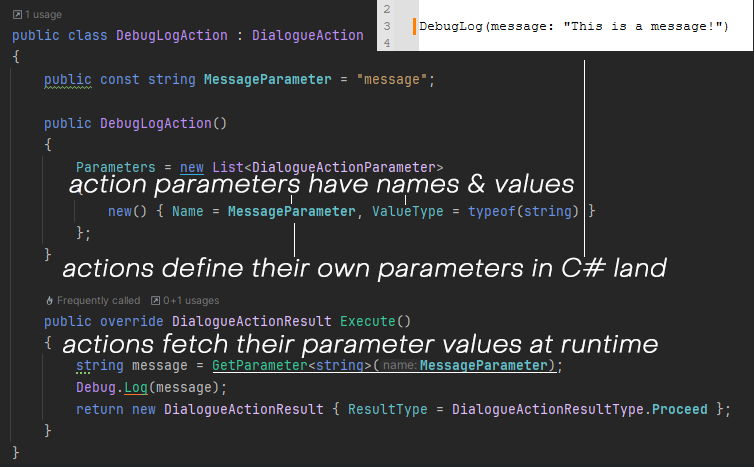 1 usage
public class DebugLogAction : DialogueAction
2
3 DebugLog(message: "This is a message!")
4
{
public const string MessageParameter = "message";
public DebugLogAction()
{
Parameters = new List<DialogueActionParameter>
action parameters have names & values
new() { Name = MessageParameter, ValueType = typeof(string) }
};
}
actions define their own parameters in C# land
Frequently called 0+1 usages
public override DialogueActionResult Execute()
{
actions fetch their parameter values at runtime
string message = GetParameter<string>(name:MessageParameter);
Debug.Log(message);
return new DialogueActionResult { ResultType = DialogueActionResultType.Proceed };
}
}